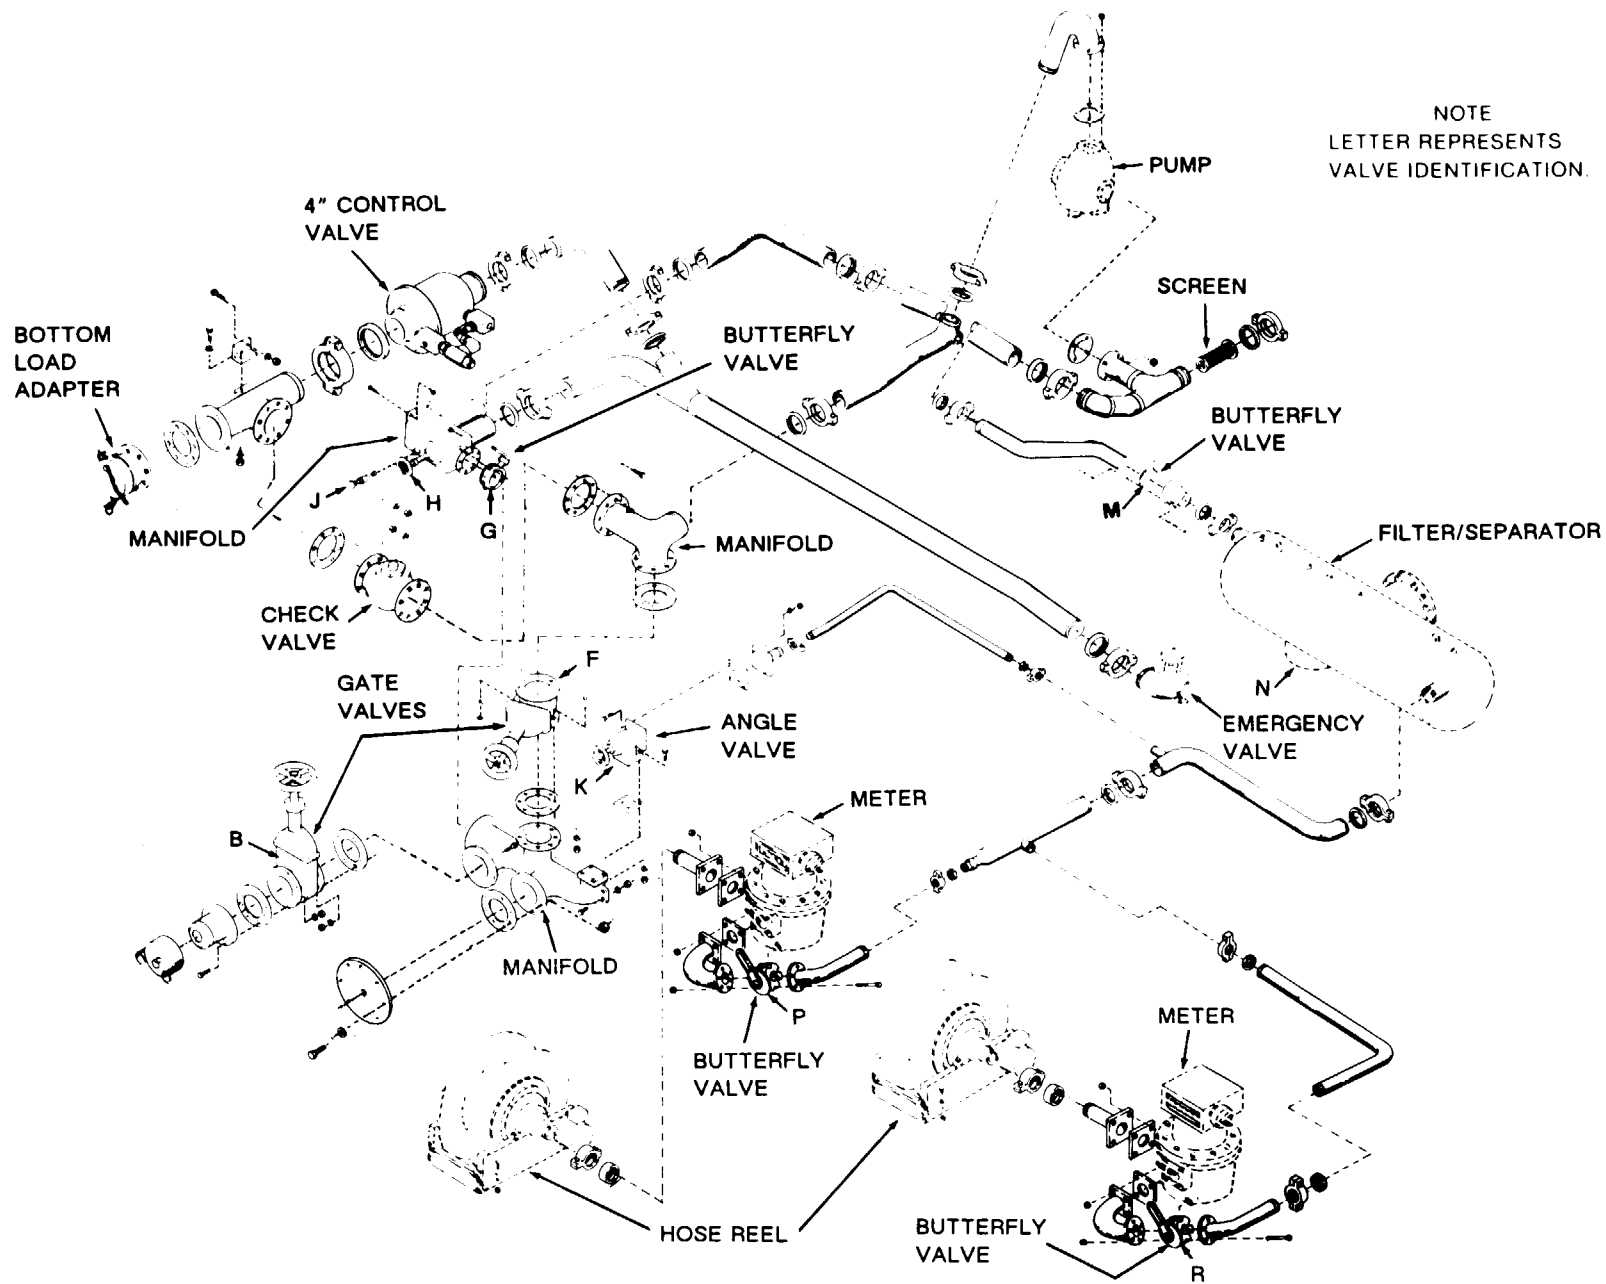 NOTE
LETTER REPRESENTS
VALVE IDENTIFICATION.
PUMP
4" CONTROL
VALVE
SCREEN
BOTTOM
LOAD
ADAPTER
BUTTERFLY
VALVE
BUTTERFLY
VALVE
J
H
G
M
MANIFOLD
MANIFOLD
FILTER/SEPARATOR
CHECK
VALVE
F
N
GATE
VALVES
ANGLE
VALVE
EMERGENCY
VALVE
K
METER
B
MANIFOLD
P
METER
BUTTERFLY
VALVE
HOSE REEL
BUTTERFLY
VALVE
R